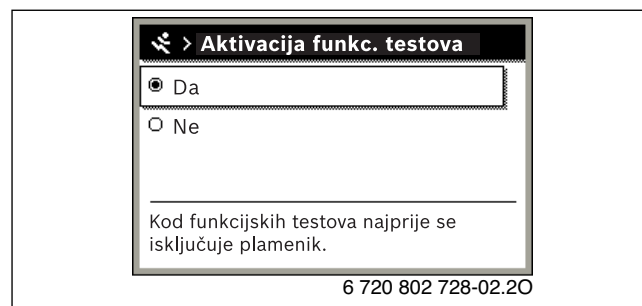 > Aktivacija funkc. testova
Da
Ne
Kod funkcijskih testova najprije se
isključuje plamenik.
6 720 802 728-02.2O